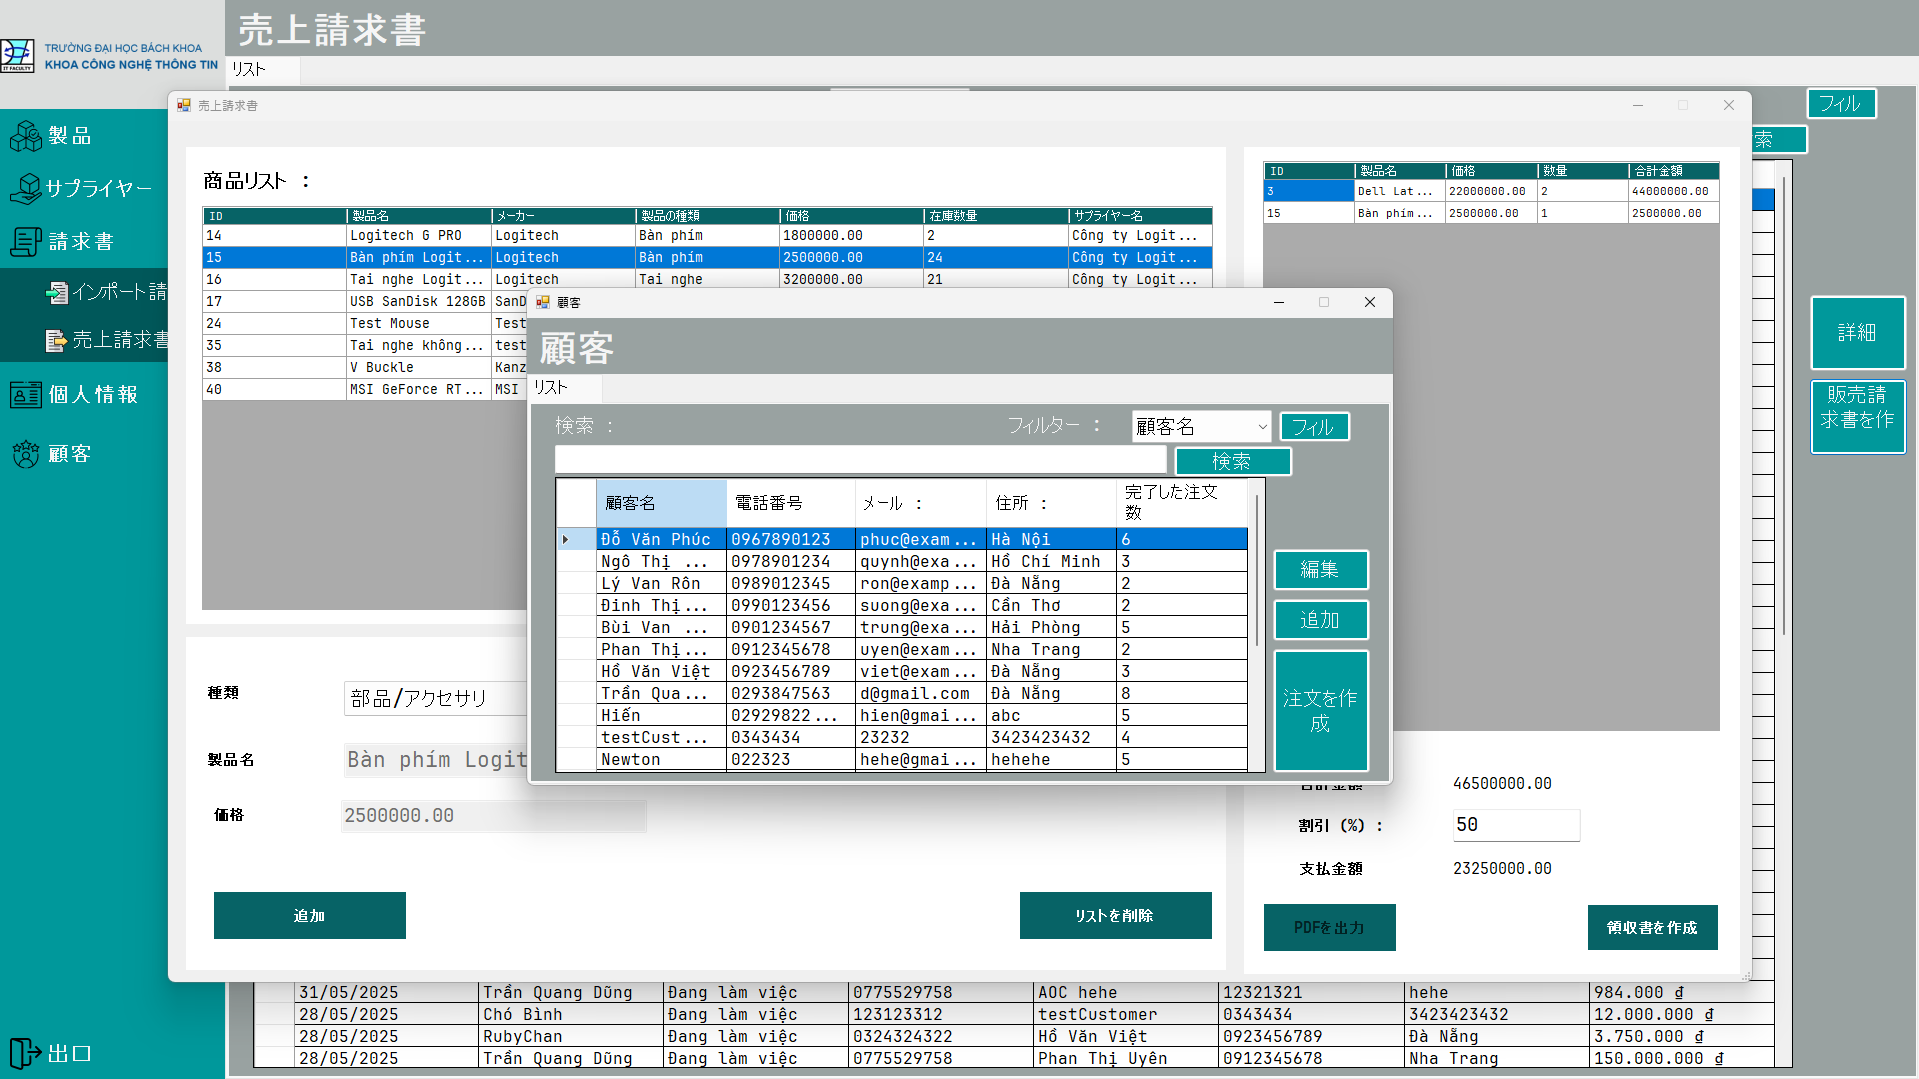 TRƯỜNG ĐẠI HỌC BÁCH KHOA
KHOA CÔNG NGHỆ THÔNG TIN
IT FACULTY
売上請求書
リスト
製品
サプライヤー
請求書
インポート請
売上請求書
個人情報
顧客
出口
フィル
索
詳細
販売請
求書を作
売上請求書
商品リスト :
ID 製品名 メーカー 製品の種類 価格 在庫数量 サプライヤー名
14 Logitech G PRO Logitech Bàn phím 1800000.00 2 Công ty Logit...
15 Bàn phím Logit... Logitech Bàn phím 2500000.00 24 Công ty Logit...
16 Tai nghe Logit... Logitech Tai nghe 3200000.00 21 Công ty Logit...
17 USB SanDisk 128GB SanD
24 Test Mouse Test
35 Tai nghe không... test
38 V Buckle Kanz
40 MSI GeForce RT... MSI
種類 部品/アクセサリ
製品名 Bàn phím Logit
価格 2500000.00
追加
リストを削除
ID 製品名 価格 数量 合計金額
3 Dell Lat... 22000000.00 2 44000000.00
15 Bàn phím... 2500000.00 1 2500000.00
合計金額 46500000.00
割引 (%) : 50
支払金額 23250000.00
PDFを出力
領収書を作成
顧客
顧客
リスト
検索 :
フィルター :
顧客名
フィル
検索
顧客名 電話番号 メール : 住所 : 完了した注文数
Đỗ Văn Phúc 0967890123 phuc@exam... Hà Nội 6
Ngô Thị ... 0978901234 quynh@exa... Hồ Chí Minh 3
Lý Van Rôn 0989012345 ron@examp... Đà Nẵng 2
Đinh Thị... 0990123456 suong@exa... Cần Thơ 2
Bùi Van ... 0901234567 trung@exa... Hải Phòng 5
Phan Thị... 0912345678 uyen@exam... Nha Trang 2
Hồ Văn Việt 0923456789 viet@exam... Đà Nẵng 3
Trần Qua... 0293847563 d@gmail.com Đà Nẵng 8
Hiến 02929822... hien@gmai... abc 5
testCust... 0343434 23232 3423423432 4
Newton 022323 hehe@gmai... hehehe 5
編集
追加
注文を作
成
31/05/2025 Trần Quang Dũng Đang làm việc 0775529758 AOC hehe 12321321 hehe 984.000 ₫
28/05/2025 Chó Bình Đang làm việc 123123312 testCustomer 0343434 3423423432 12.000.000 ₫
28/05/2025 RubyChan Đang làm việc 0324324322 Hồ Văn Việt 0923456789 Đà Nẵng 3.750.000 ₫
28/05/2025 Trần Quang Dũng Đang làm việc 0775529758 Phan Thị Uyên 0912345678 Nha Trang 150.000.000 ₫